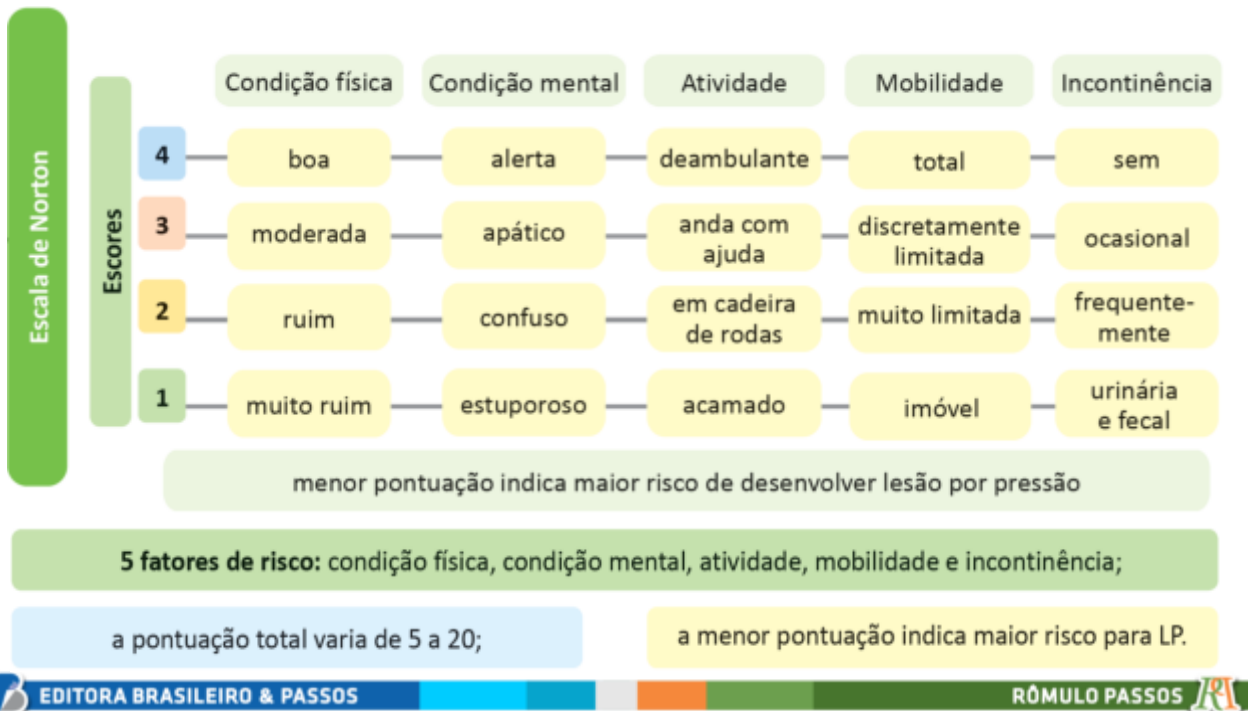 Escala de Norton
Escores
Condição física Condição mental Atividade Mobilidade Incontinência
4 boa alerta deambulante total sem
3 moderada apático anda com ajuda discretamente limitada ocasional
2 ruim confuso em cadeira de rodas muito limitada frequente-mente
1 muito ruim estuporoso acamado imóvel urinária e fecal
menor pontuação indica maior risco de desenvolver lesão por pressão
5 fatores de risco: condição física, condição mental, atividade, mobilidade e incontinência;
a pontuação total varia de 5 a 20;
a menor pontuação indica maior risco para LP.
EDITORA BRASILEIRO & PASSOS
RÔMULO PASSOS